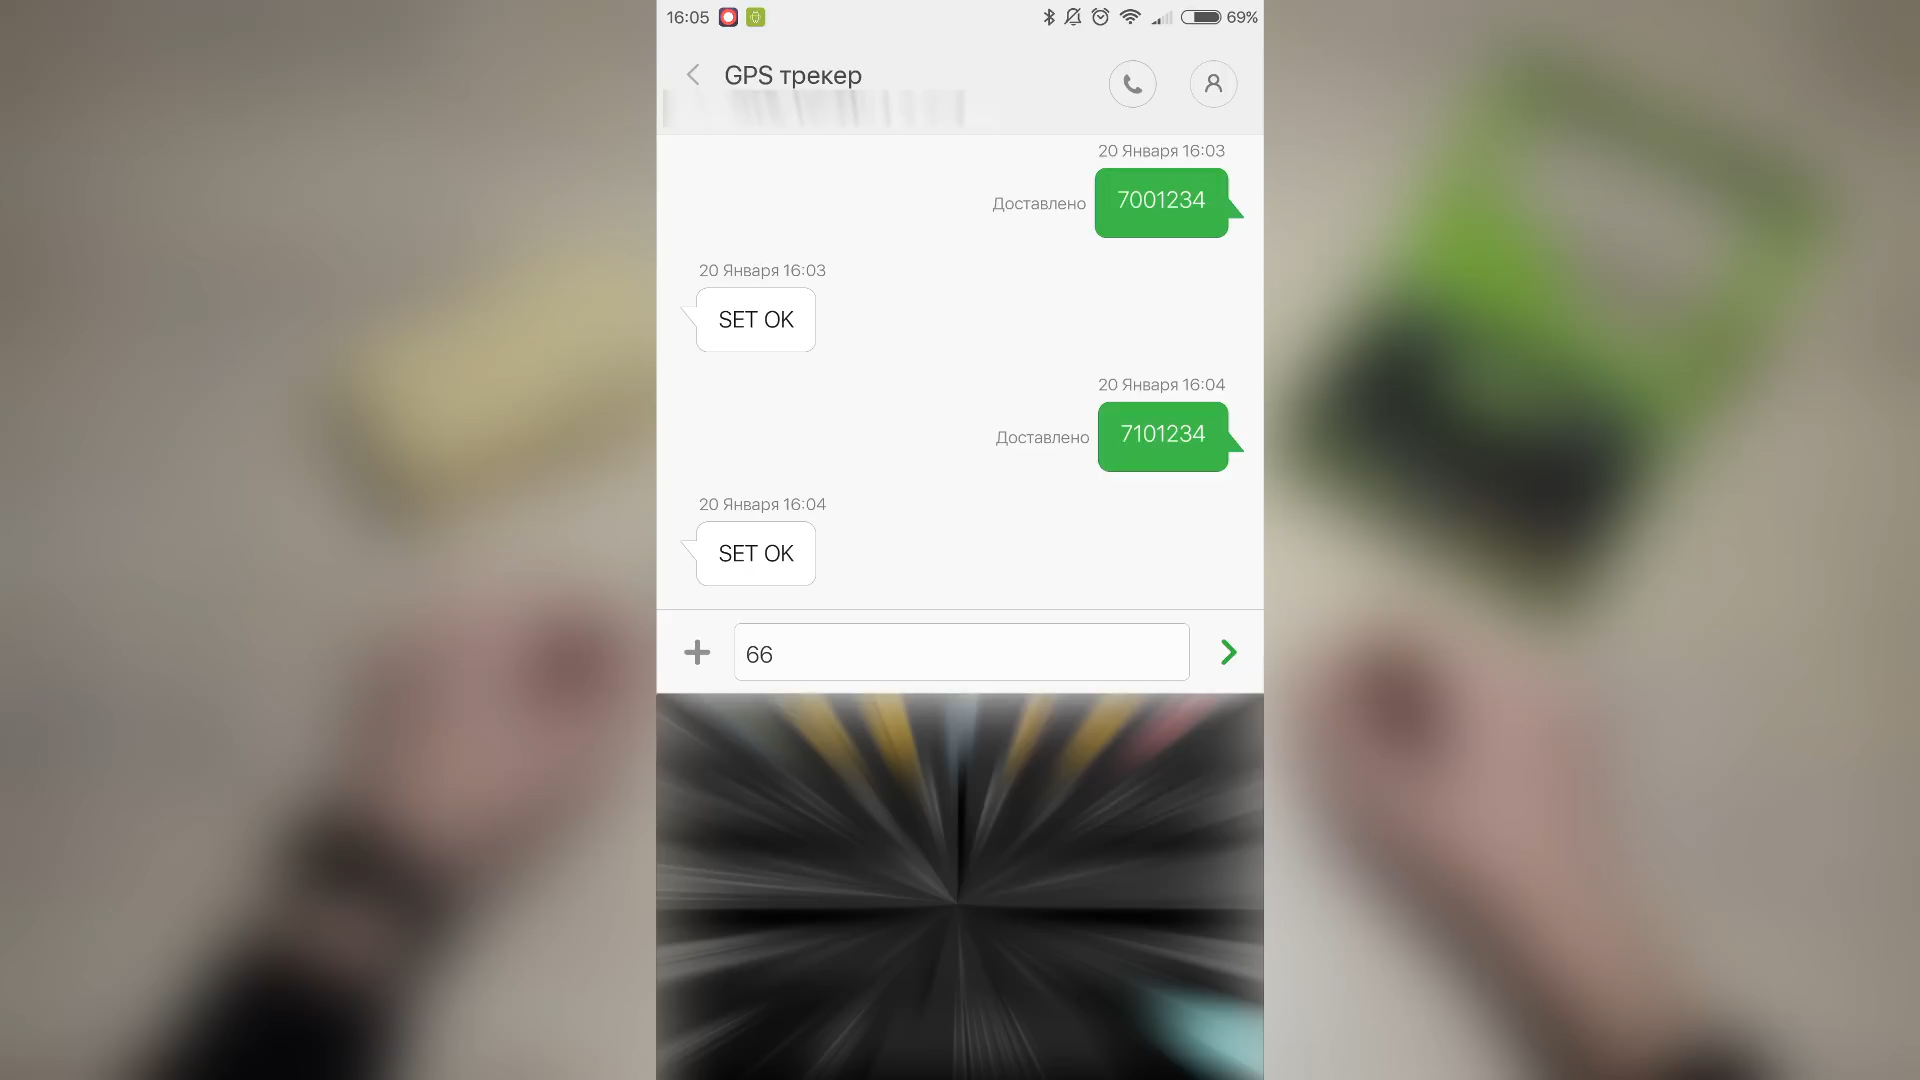 16:05
69%
GPS трекер
20 Января 16:03
Доставлено
7001234
20 Января 16:03
SET OK
20 Января 16:04
Доставлено
7101234
20 Января 16:04
SET OK
66